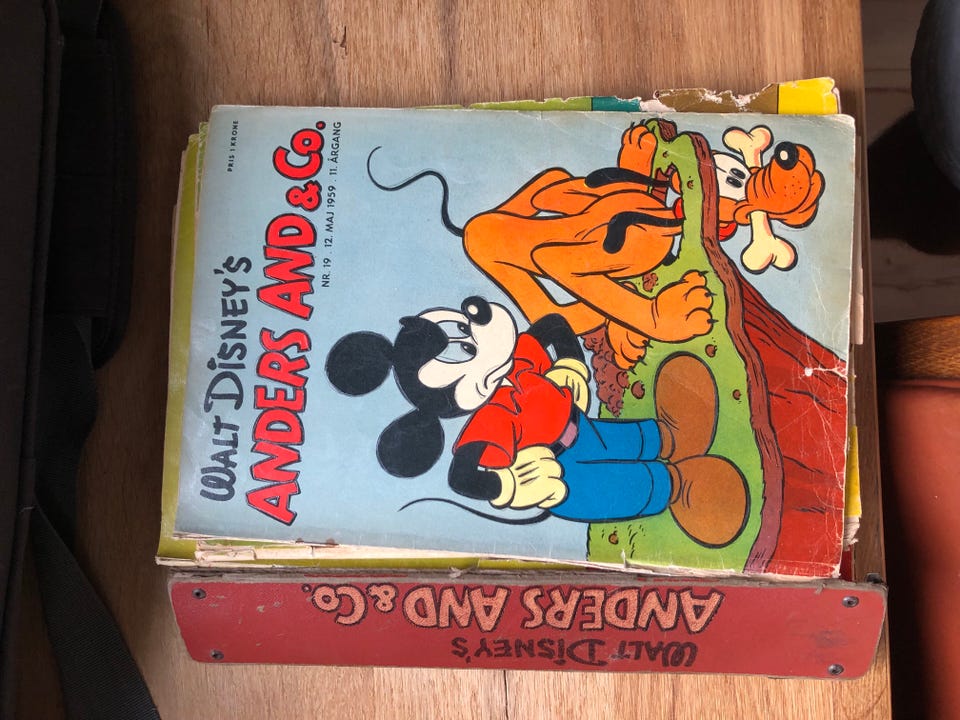 PRIS 1 KRONE
WALT DISNEY'S
ANDERS AND & Co.
NR. 19 . 12. MAJ 1959 . 11. ÅRGANG
WALT DISNEY'S
ANDERS AND & Co.